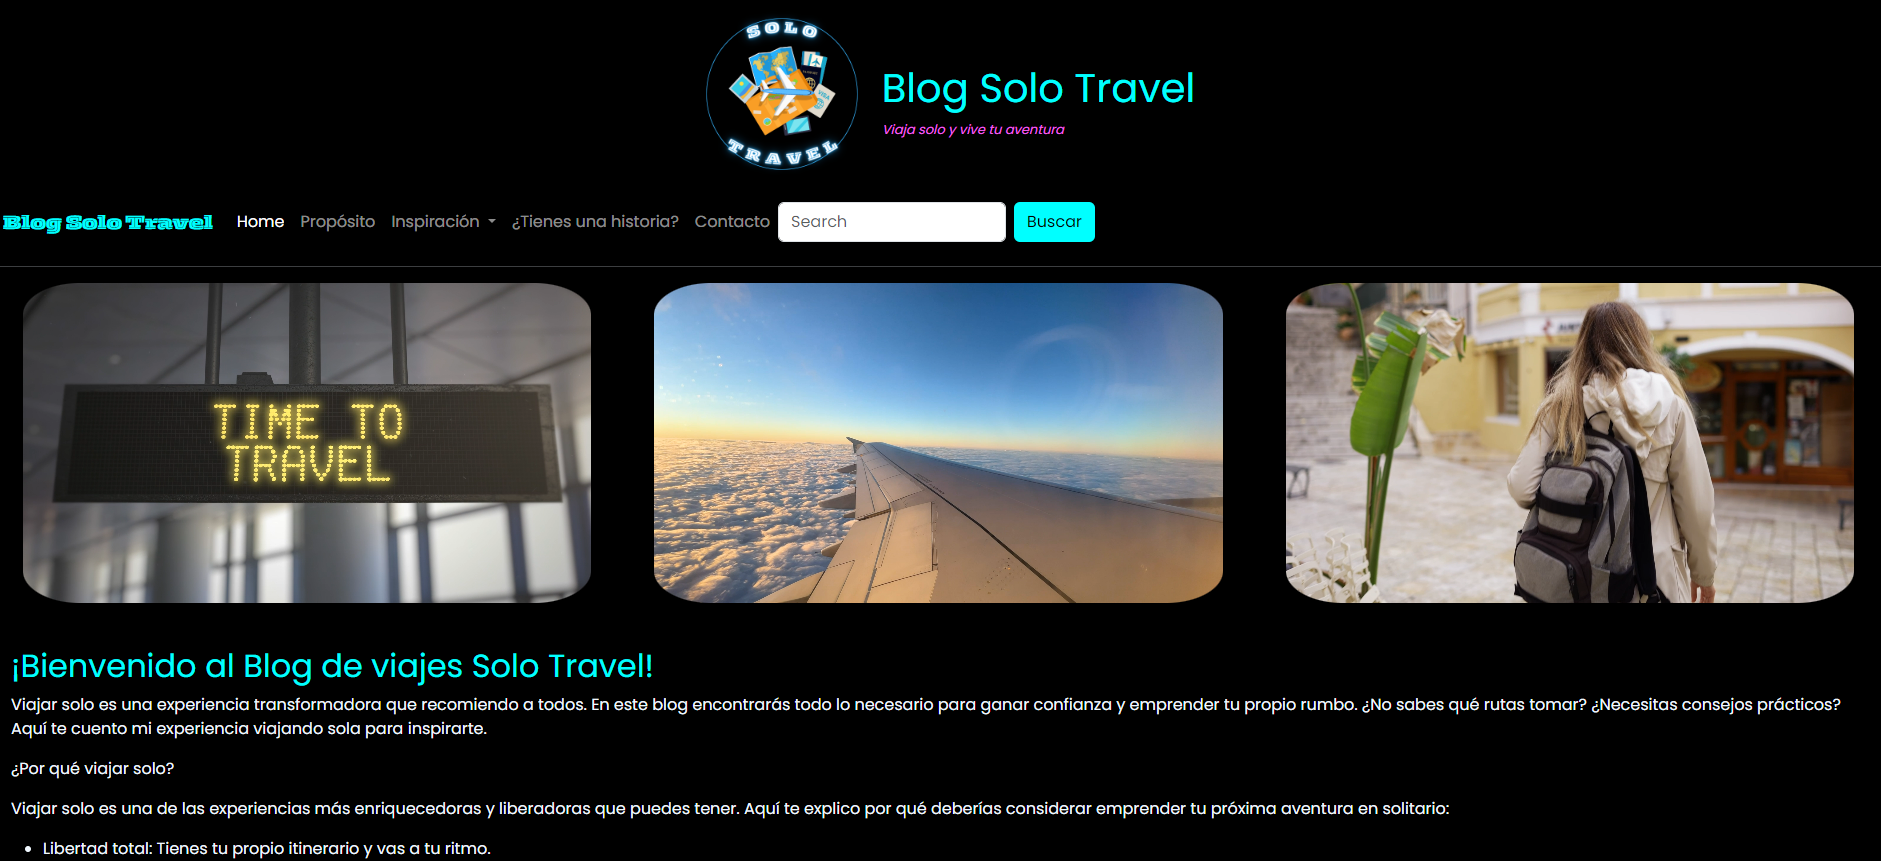 SOLO
TRAVEL
Blog Solo Travel
Viaja solo y vive tu aventura
Blog Solo Travel Home Propósito Inspiración ¿Tienes una historia? Contacto Search Buscar
TIME TO
TRAVEL
¡Bienvenido al Blog de viajes Solo Travel!
Viajar solo es una experiencia transformadora que recomiendo a todos. En este blog encontrarás todo lo necesario para ganar confianza y emprender tu propio rumbo. ¿No sabes qué rutas tomar? ¿Necesitas consejos prácticos?
Aquí te cuento mi experiencia viajando sola para inspirarte.
¿Por qué viajar solo?
Viajar solo es una de las experiencias más enriquecedoras y liberadoras que puedes tener. Aquí te explico por qué deberías considerar emprender tu próxima aventura en solitario:
• Libertad total: Tienes tu propio itinerario y vas a tu ritmo.